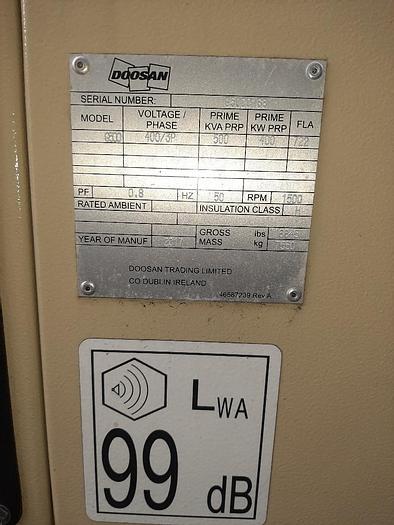 DOOSAN
SERIAL NUMBER:
MODEL VOLTAGE / PHASE PRIME KVA PRP PRIME KW PRP FLA
400/3P 500 400 722
PF 0.8 HZ 50 RPM 1500
RATED AMBIENT INSULATION CLASS H
YEAR OF MANUF GROSS MASS lbs kg
DOOSAN TRADING LIMITED
CO DUBLIN IRELAND
46587239 Rev A
LWA
99 dB